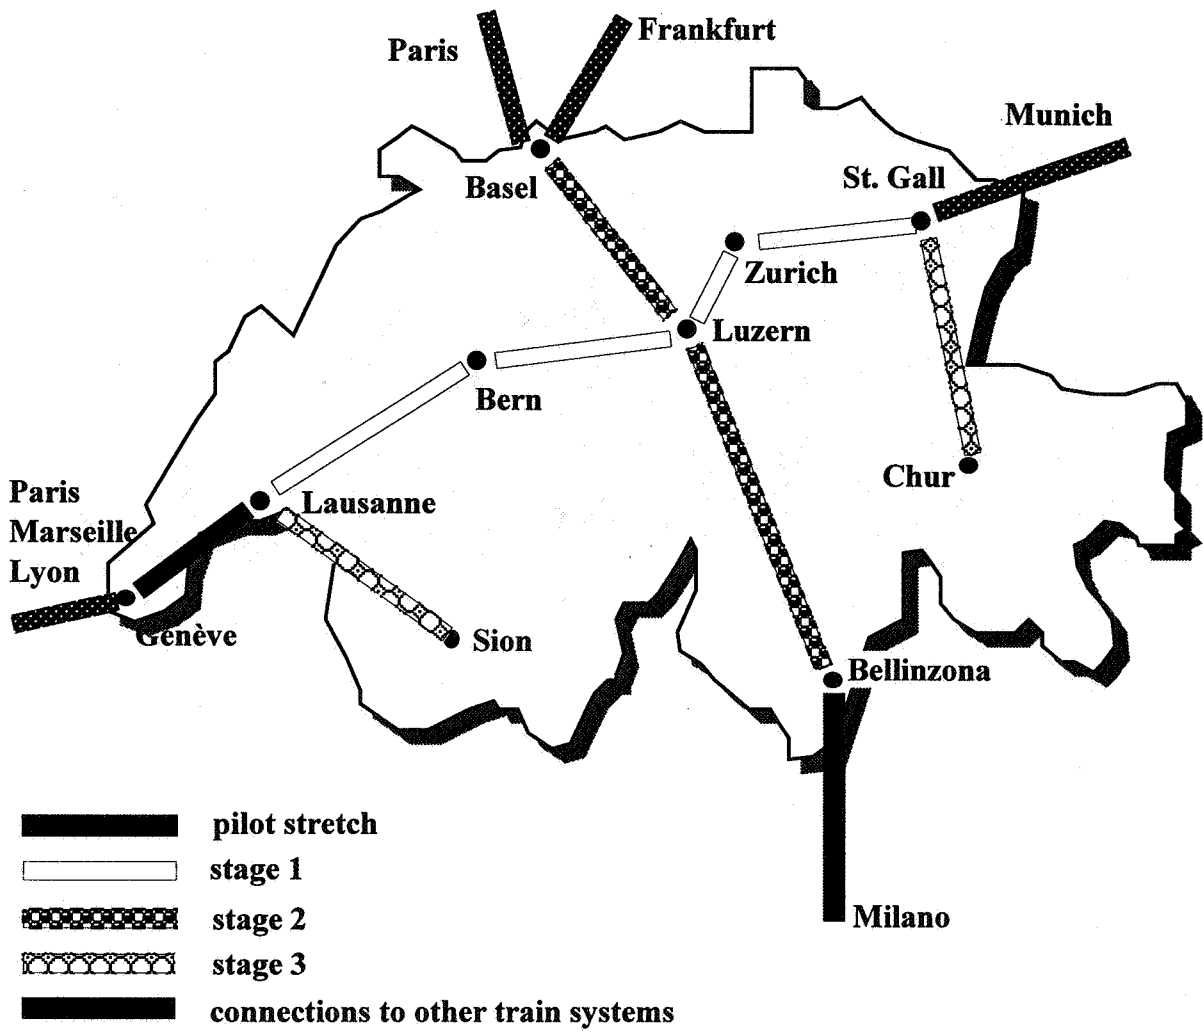 Frankfurt
Paris
Munich
St. Gall
Basel
Zurich
Luzern
Bern
Chur
Paris
Marseille
Lyon
Lausanne
Genève
Sion
Bellinzona
pilot stretch
stage 1
stage 2
Milano
stage 3
connections to other train systems